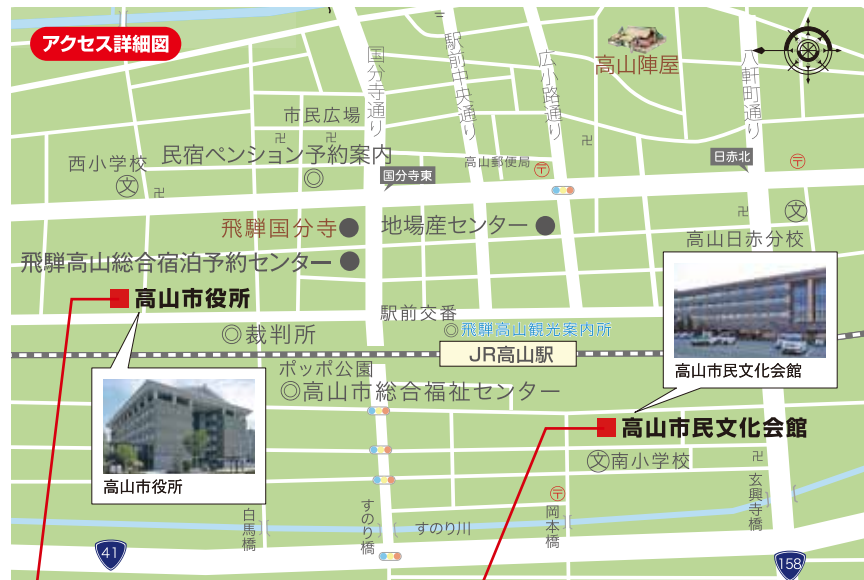 アクセス詳細図
国分寺通り
駅前中央通り
広小路通り
高山陣屋
八軒町通り
市民広場
西小学校
文
民宿ペンション予約案内
国分寺東
高山郵便局
日赤北
飛騨国分寺
地場産センター
文
高山日赤分校
飛騨高山総合宿泊予約センター
高山市役所
駅前交番
裁判所
飛騨高山観光案内所
JR高山駅
高山市民文化会館
ポッポ公園
高山市総合福祉センター
高山市民文化会館
高山市役所
文南小学校
白馬橋
すのり橋
すのり川
岡本橋
玄興寺橋
41
158